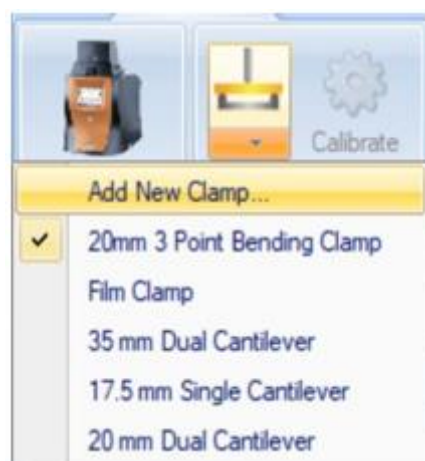 Calibrate
Add New Clamp...
20mm 3 Point Bending Clamp
Film Clamp
35 mm Dual Cantilever
17.5 mm Single Cantilever
20 mm Dual Cantilever